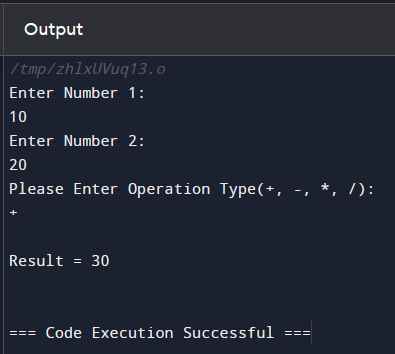 Output
/tmp/zhlxUVuq13.o
Enter Number 1:
10
Enter Number 2:
20
Please Enter Operation Type(+, -, *, /):
+
Result = 30
=== Code Execution Successful ===